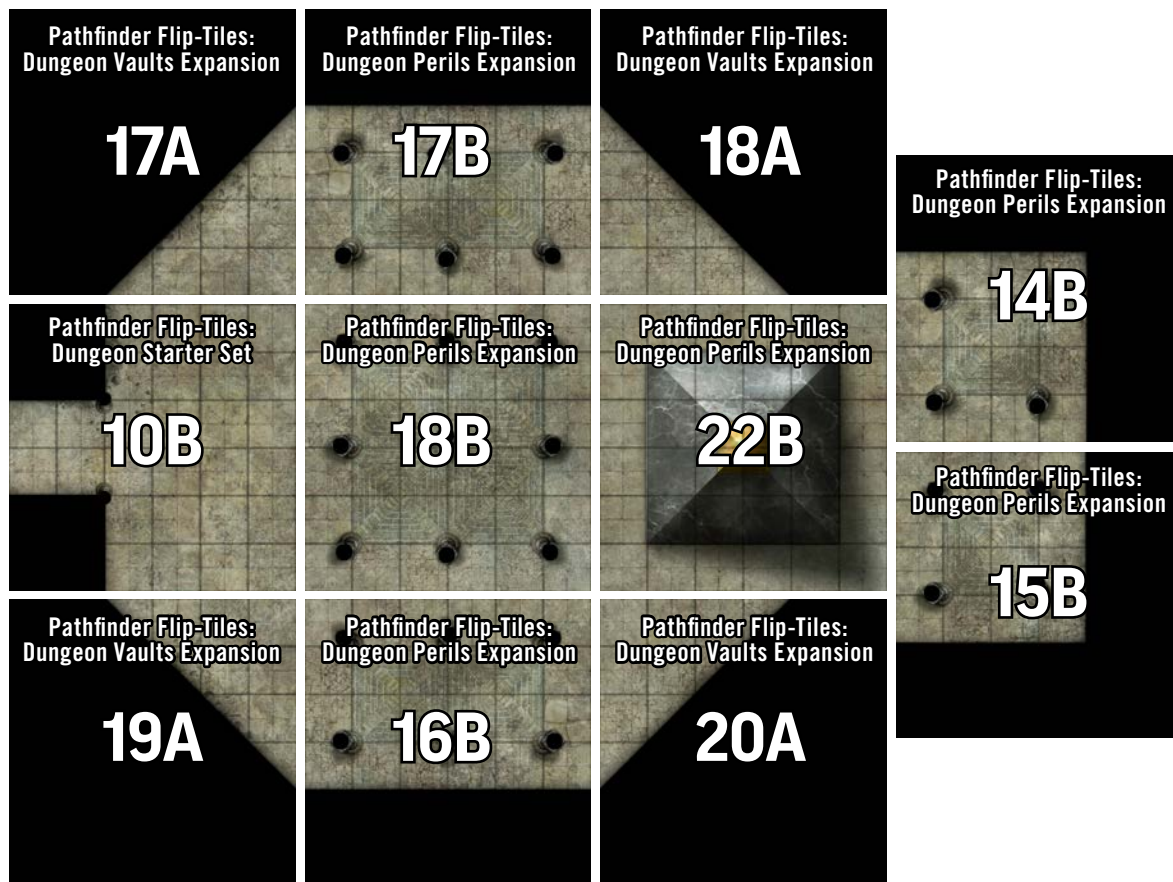 Pathfinder Flip-Tiles:
Dungeon Vaults Expansion
17A
Pathfinder Flip-Tiles:
Dungeon Perils Expansion
17B
Pathfinder Flip-Tiles:
Dungeon Vaults Expansion
18A
Pathfinder Flip-Tiles:
Dungeon Perils Expansion
14B
Pathfinder Flip-Tiles:
Dungeon Starter Set
10B
Pathfinder Flip-Tiles:
Dungeon Perils Expansion
18B
Pathfinder Flip-Tiles:
Dungeon Perils Expansion
22B
Pathfinder Flip-Tiles:
Dungeon Perils Expansion
15B
Pathfinder Flip-Tiles:
Dungeon Vaults Expansion
19A
Pathfinder Flip-Tiles:
Dungeon Perils Expansion
16B
Pathfinder Flip-Tiles:
Dungeon Vaults Expansion
20A